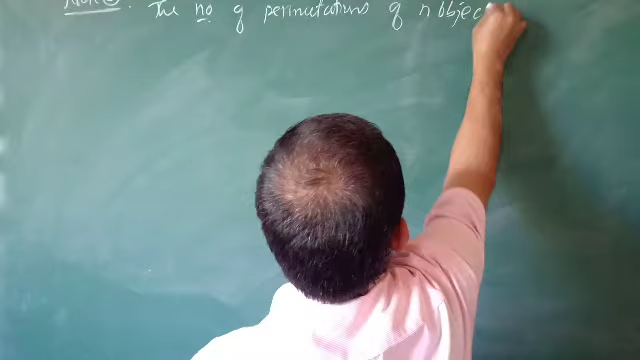 Note : The no of permutations of n objec